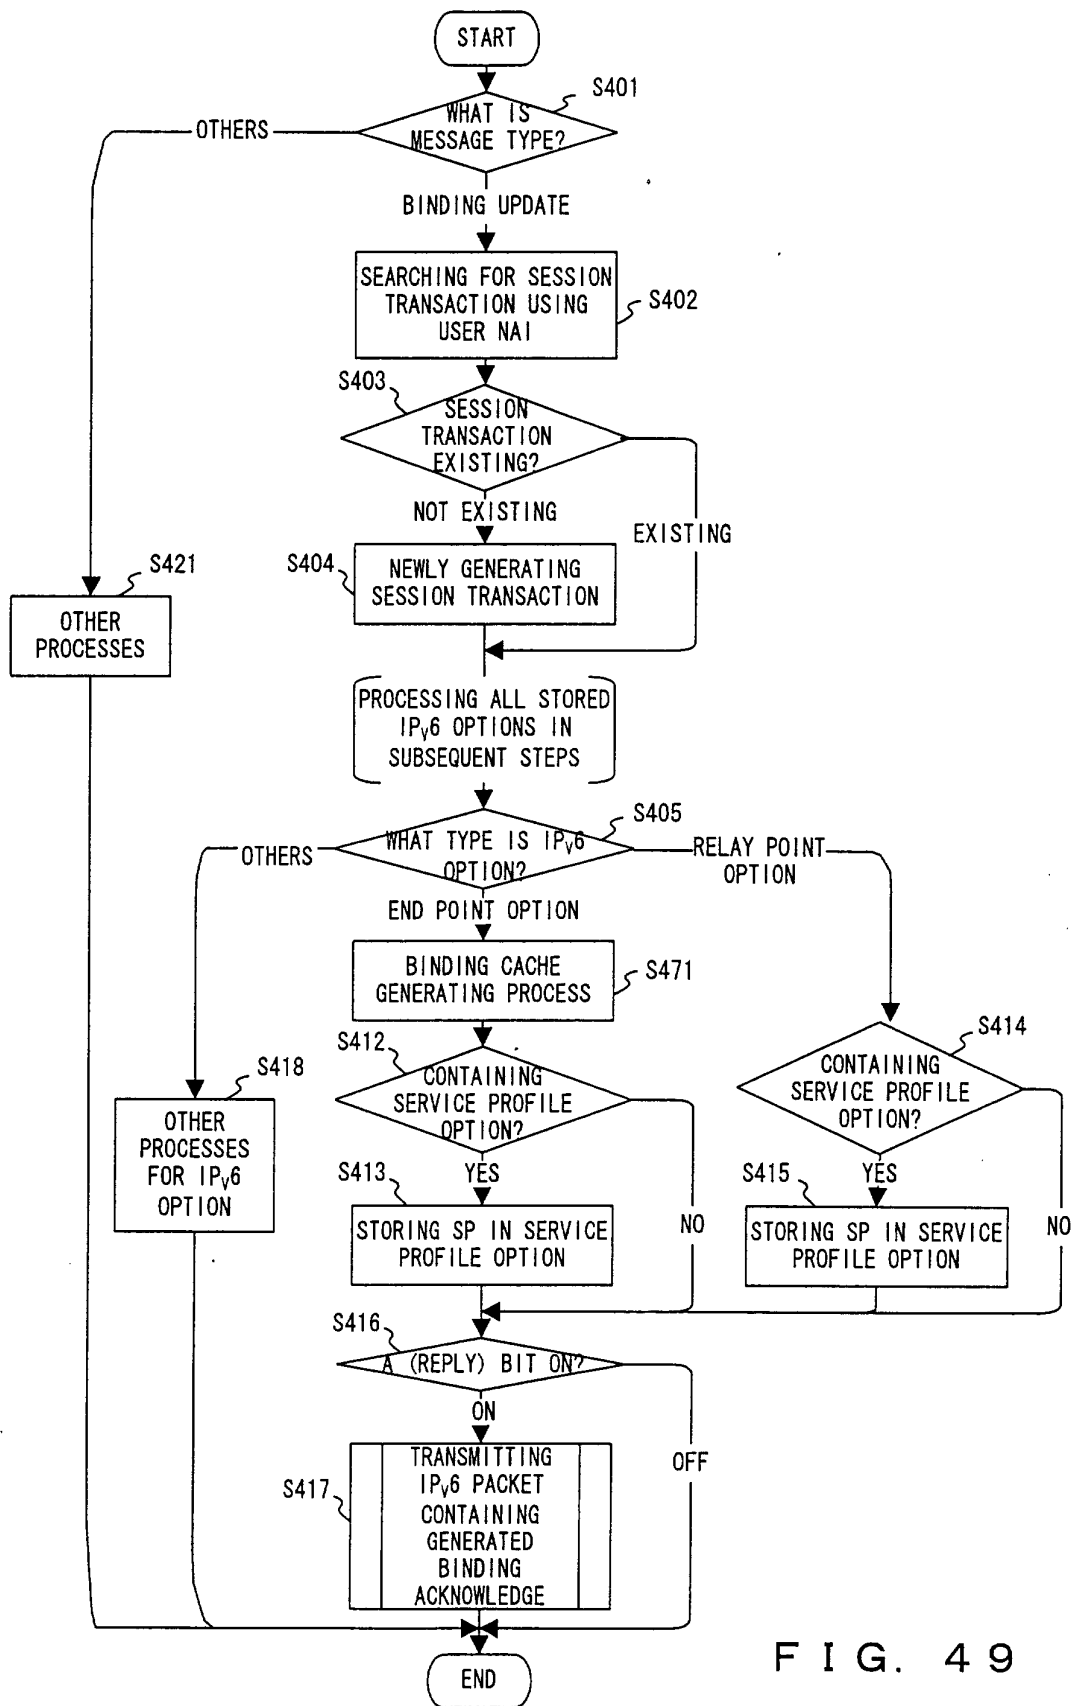 START
S401
WHAT IS
MESSAGE TYPE?
OTHERS
BINDING UPDATE
SEARCHING FOR SESSION
TRANSACTION USING
USER NAI
S402
S403
SESSION
TRANSACTION
EXISTING?
NOT EXISTING
EXISTING
S404
NEWLY GENERATING
SESSION TRANSACTION
S421
OTHER
PROCESSES
PROCESSING ALL STORED
IPv6 OPTIONS IN
SUBSEQUENT STEPS
S405
WHAT TYPE IS IPv6
OPTION?
OTHERS
RELAY POINT
OPTION
END POINT OPTION
BINDING CACHE
GENERATING PROCESS
S471
S412
CONTAINING
SERVICE PROFILE
OPTION?
S414
CONTAINING
SERVICE PROFILE
OPTION?
S418
OTHER
PROCESSES
FOR IPv6
OPTION
S413
YES
STORING SP IN SERVICE
PROFILE OPTION
NO
S415
YES
STORING SP IN SERVICE
PROFILE OPTION
NO
S416
A (REPLY) BIT ON?
ON
OFF
S417
TRANSMITTING
IPv6 PACKET
CONTAINING
GENERATED
BINDING
ACKNOWLEDGE
END
FIG. 49